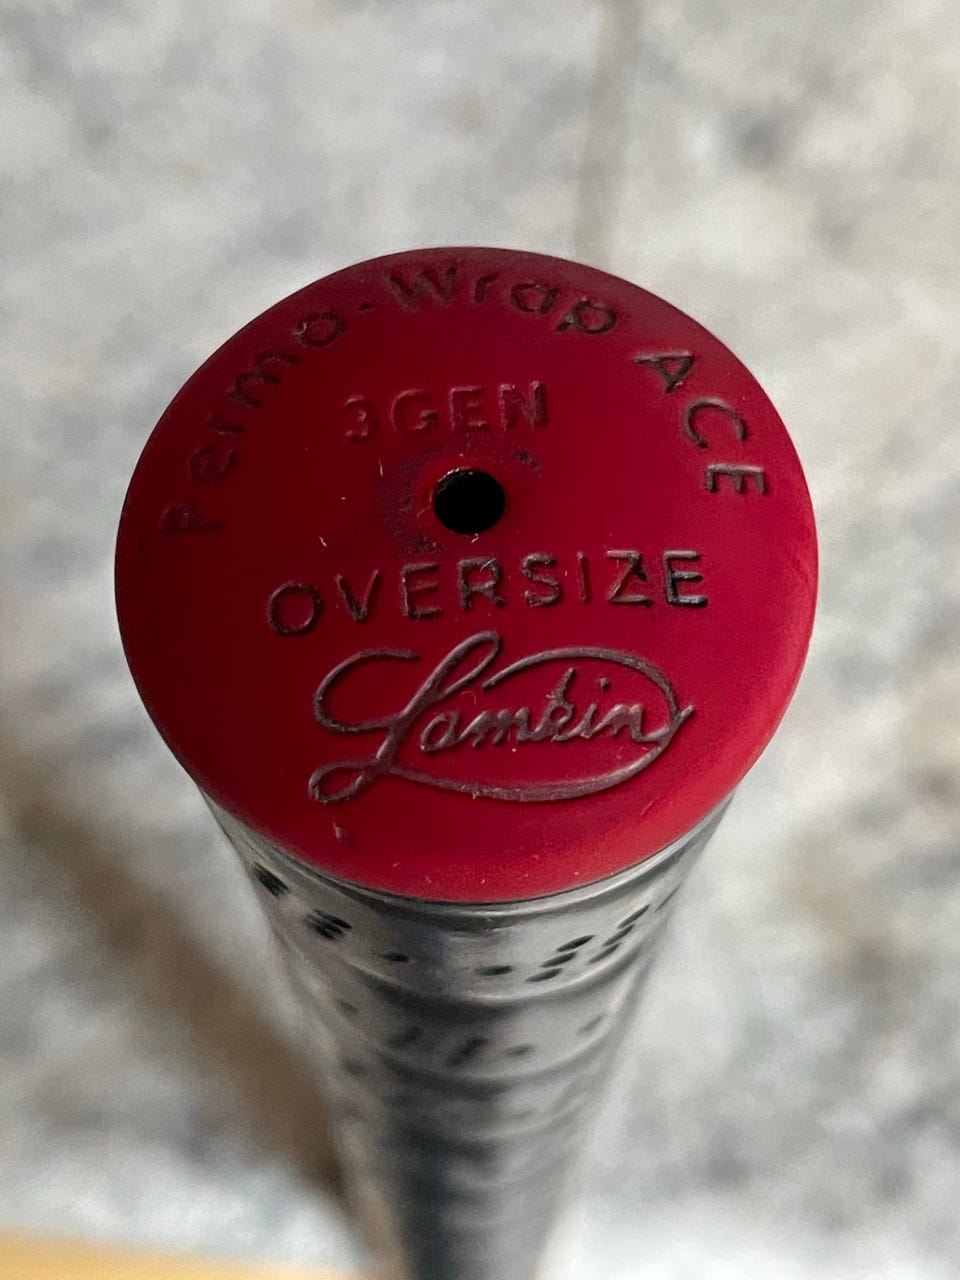 Perma-Wrap ACE
3GEN
OVERSIZE
Lamkin